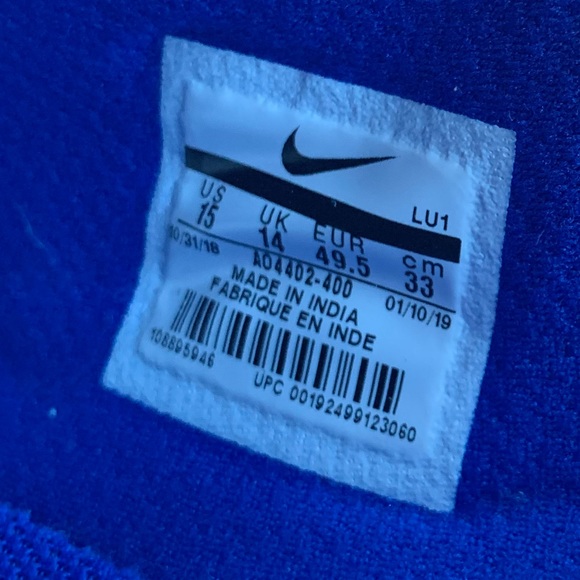 LU1
US UK EUR cm
15 14 49.5 33
10/31/18 AO4402-400 01/10/19
MADE IN INDIA
FABRIQUE EN INDE
108895946
UPC 00192499123060